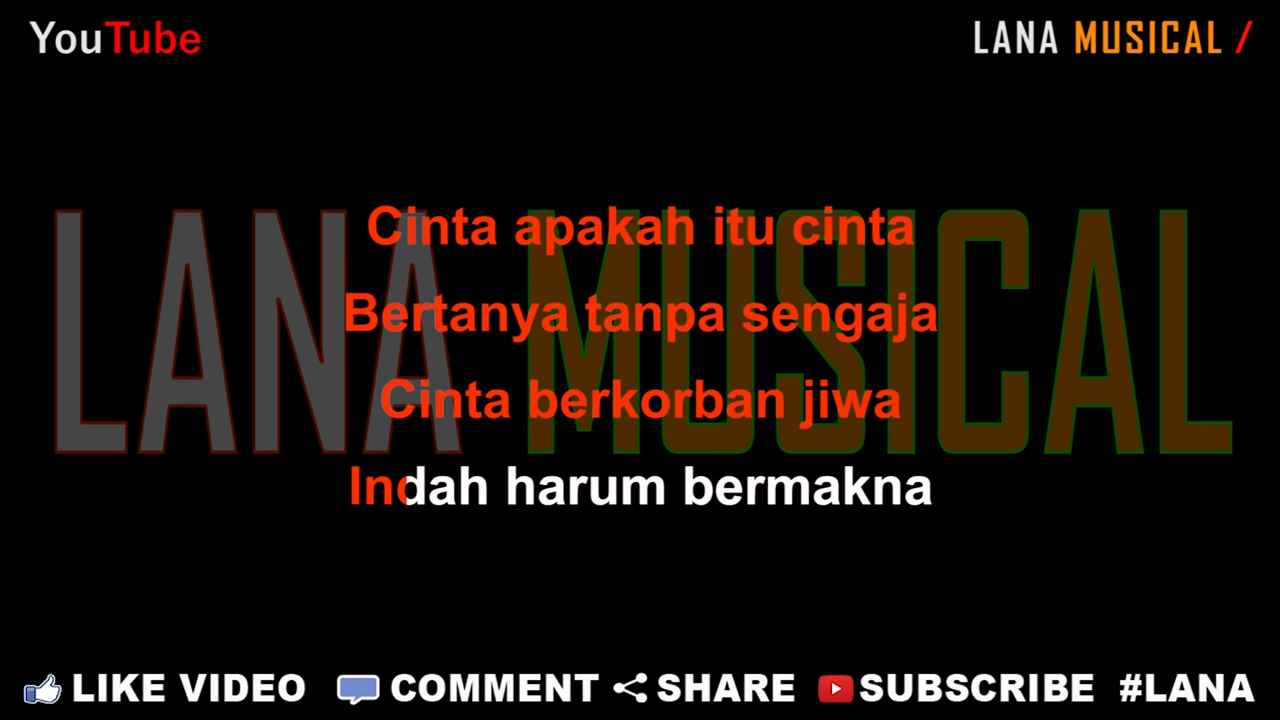 YouTube
LANA MUSICAL /
LANA MUSICAL
Cinta apakah itu cinta
Bertanya tanpa sengaja
Cinta berkorban jiwa
Indah harum bermakna
LIKE VIDEO COMMENT SHARE SUBSCRIBE #LANA